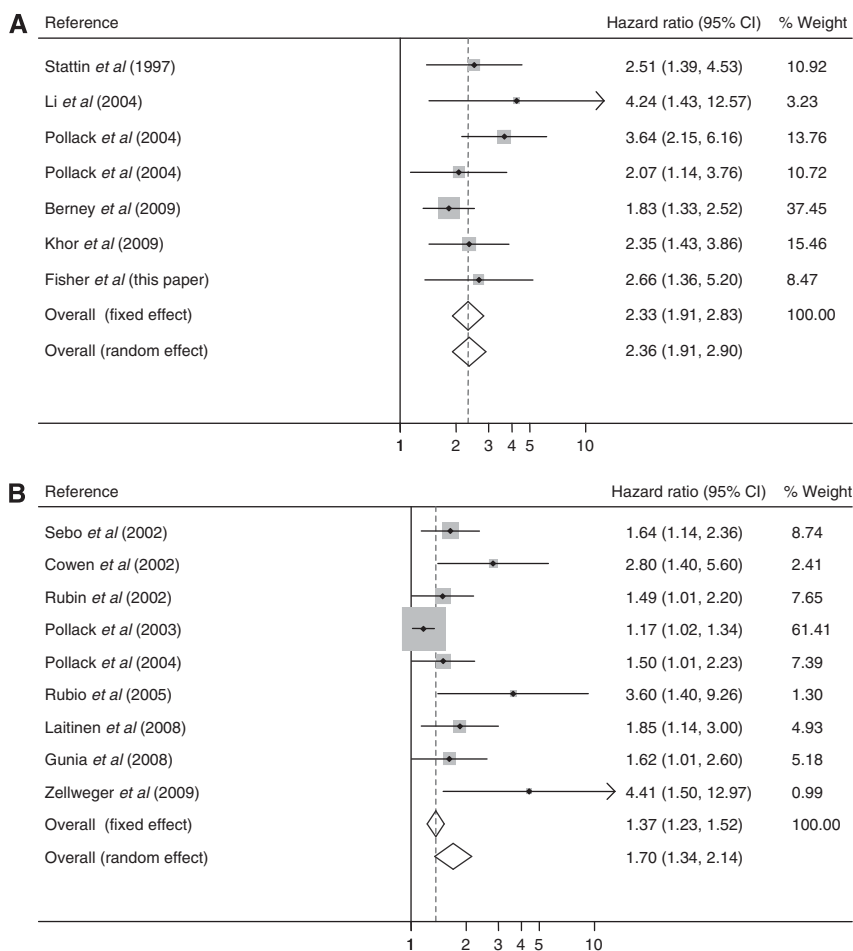 A Reference Hazard ratio (95% CI) % Weight
Stattin et al (1997) 2.51 (1.39, 4.53) 10.92
Li et al (2004) 4.24 (1.43, 12.57) 3.23
Pollack et al (2004) 3.64 (2.15, 6.16) 13.76
Pollack et al (2004) 2.07 (1.14, 3.76) 10.72
Berney et al (2009) 1.83 (1.33, 2.52) 37.45
Khor et al (2009) 2.35 (1.43, 3.86) 15.46
Fisher et al (this paper) 2.66 (1.36, 5.20) 8.47
Overall (fixed effect) 2.33 (1.91, 2.83) 100.00
Overall (random effect) 2.36 (1.91, 2.90)
1 2 3 4 5 10
B Reference Hazard ratio (95% CI) % Weight
Sebo et al (2002) 1.64 (1.14, 2.36) 8.74
Cowen et al (2002) 2.80 (1.40, 5.60) 2.41
Rubin et al (2002) 1.49 (1.01, 2.20) 7.65
Pollack et al (2003) 1.17 (1.02, 1.34) 61.41
Pollack et al (2004) 1.50 (1.01, 2.23) 7.39
Rubio et al (2005) 3.60 (1.40, 9.26) 1.30
Laitinen et al (2008) 1.85 (1.14, 3.00) 4.93
Gunia et al (2008) 1.62 (1.01, 2.60) 5.18
Zellweger et al (2009) 4.41 (1.50, 12.97) 0.99
Overall (fixed effect) 1.37 (1.23, 1.52) 100.00
Overall (random effect) 1.70 (1.34, 2.14)
1 2 3 4 5 10